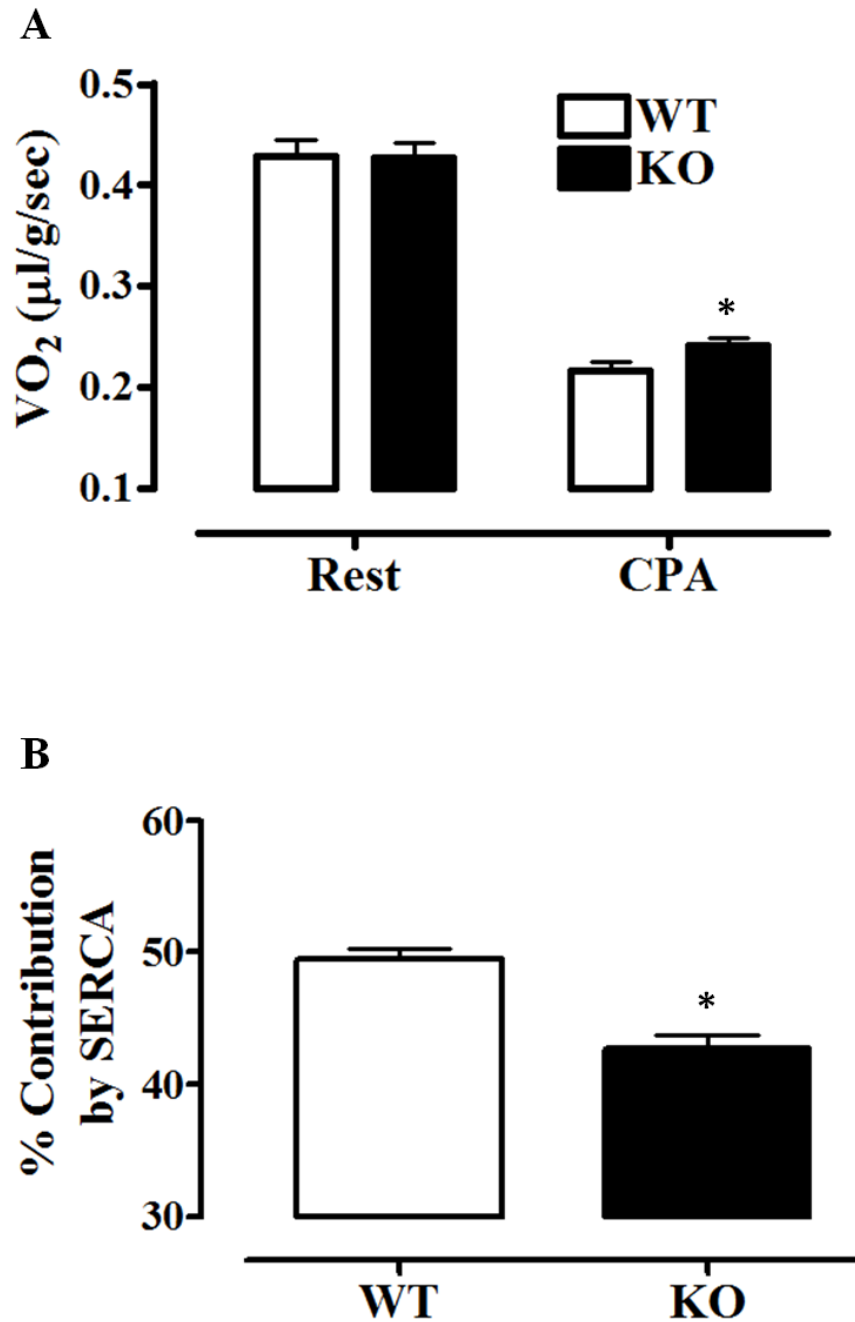 A
VO₂ (µl/g/sec)
0.5
0.4
0.3
0.2
0.1
WT
KO
*
Rest
CPA
B
% Contribution
by SERCA
60
50
40
30
*
WT
KO